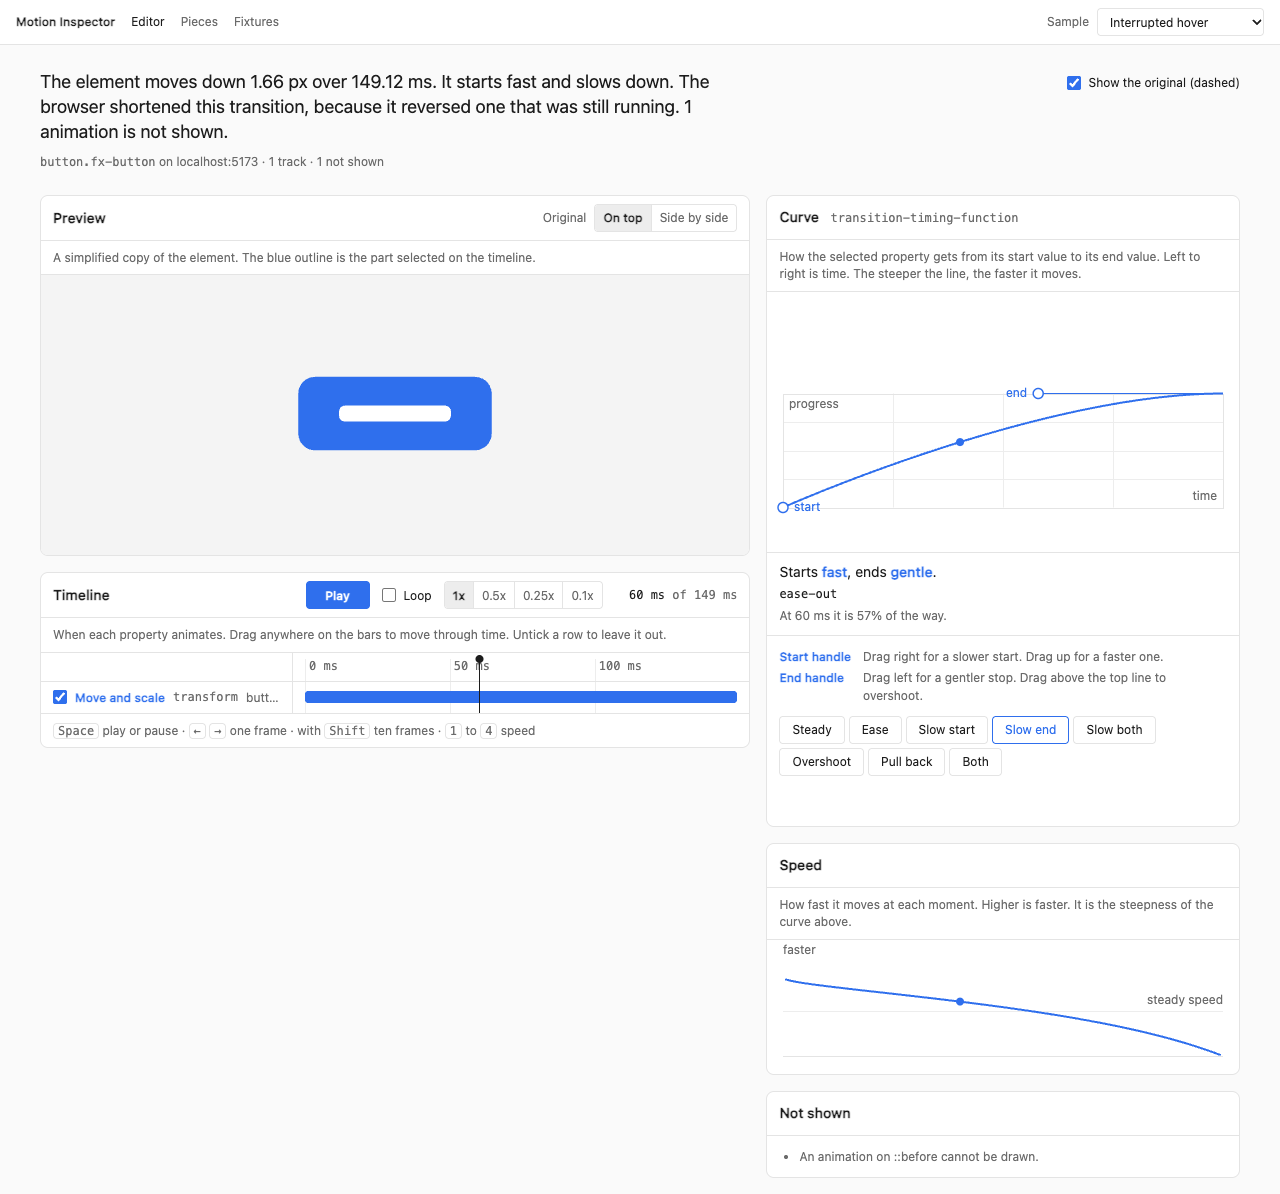 Motion Inspector Editor Pieces Fixtures Sample Interrupted hover
The element moves down 1.66 px over 149.12 ms. It starts fast and slows down. The
browser shortened this transition, because it reversed one that was still running. 1
animation is not shown.
Show the original (dashed)
button.fx-button on localhost:5173 · 1 track · 1 not shown
Preview Original On top Side by side
A simplified copy of the element. The blue outline is the part selected on the timeline.
Timeline Play Loop 1x 0.5x 0.25x 0.1x 60 ms of 149 ms
When each property animates. Drag anywhere on the bars to move through time. Untick a row to leave it out.
0 ms 50 ms 100 ms
Move and scale transform butt...
Space play or pause · ← → one frame · with Shift ten frames · 1 to 4 speed
Curve transition-timing-function
How the selected property gets from its start value to its end value. Left to
right is time. The steeper the line, the faster it moves.
end
progress
time
start
Starts fast, ends gentle.
ease-out
At 60 ms it is 57% of the way.
Start handle Drag right for a slower start. Drag up for a faster one.
End handle Drag left for a gentler stop. Drag above the top line to
overshoot.
Steady Ease Slow start Slow end Slow both
Overshoot Pull back Both
Speed
How fast it moves at each moment. Higher is faster. It is the steepness of the
curve above.
faster
steady speed
Not shown
• An animation on ::before cannot be drawn.